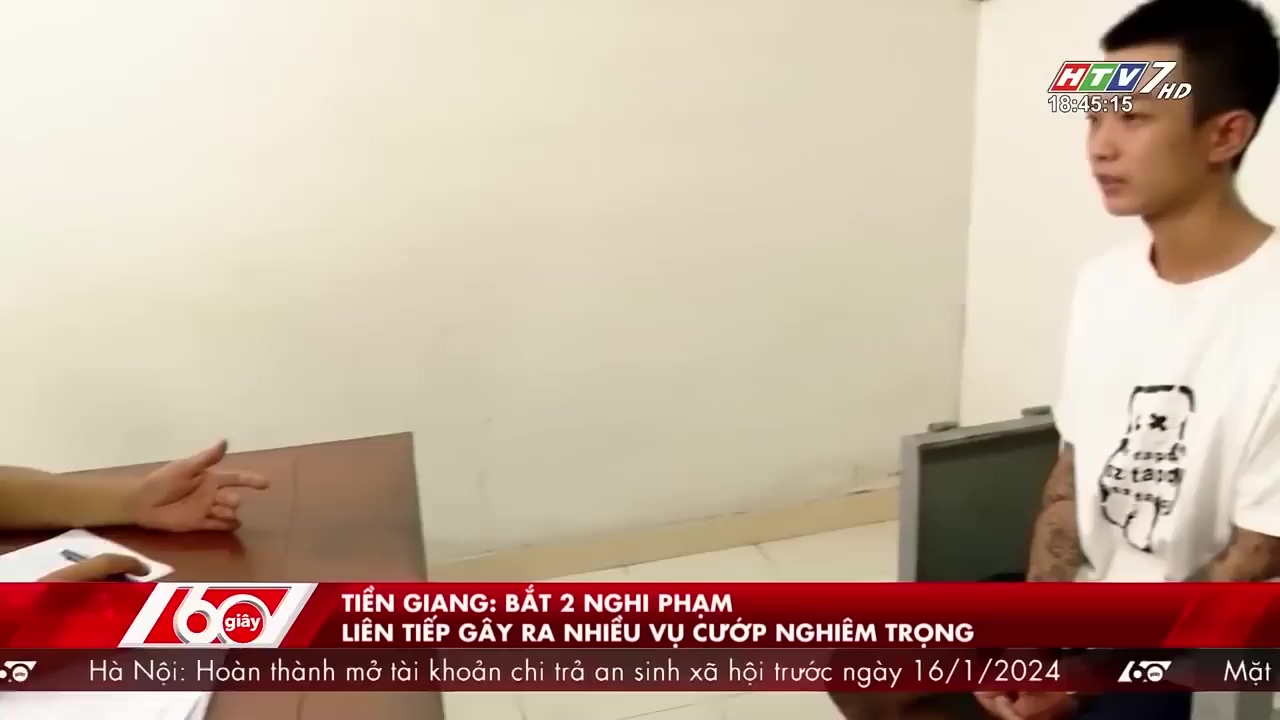 HTV7 HD
18:45:15
60 giây
TIỀN GIANG: BẮT 2 NGHI PHẠM
LIÊN TIẾP GÂY RA NHIỀU VỤ CƯỚP NGHIÊM TRỌNG
Hà Nội: Hoàn thành mở tài khoản chi trả an sinh xã hội trước ngày 16/1/2024
60 giây
Mặt